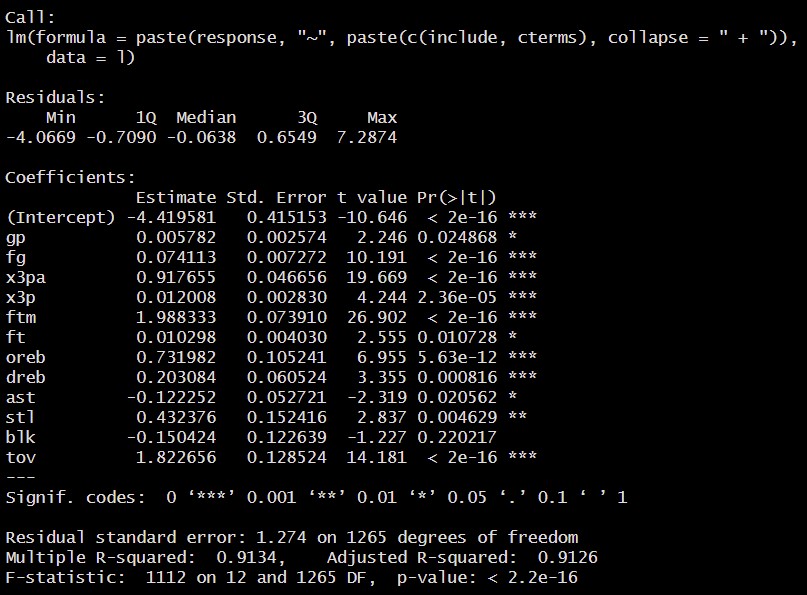 Call:
lm(formula = paste(response, "~", paste(c(include, cterms), collapse = " + ")),
    data = l)
Residuals:
    Min      1Q  Median      3Q     Max
-4.0669 -0.7090 -0.0638  0.6549  7.2874
Coefficients:
             Estimate Std. Error t value Pr(>|t|)
(Intercept) -4.419581   0.415153 -10.646  < 2e-16 ***
gp           0.005782   0.002574   2.246 0.024868 *
fg           0.074113   0.007272  10.191  < 2e-16 ***
x3pa         0.917655   0.046656  19.669  < 2e-16 ***
x3p          0.012008   0.002830   4.244 2.36e-05 ***
ftm          1.988333   0.073910  26.902  < 2e-16 ***
ft           0.010298   0.004030   2.555 0.010728 *
oreb         0.731982   0.105241   6.955 5.63e-12 ***
dreb         0.203084   0.060524   3.355 0.000816 ***
ast         -0.122252   0.052721  -2.319 0.020562 *
stl          0.432376   0.152416   2.837 0.004629 **
blk         -0.150424   0.122639  -1.227 0.220217
tov          1.822656   0.128524  14.181  < 2e-16 ***
---
Signif. codes:  0 ‘***’ 0.001 ‘**’ 0.01 ‘*’ 0.05 ‘.’ 0.1 ‘ ’ 1
Residual standard error: 1.274 on 1265 degrees of freedom
Multiple R-squared:  0.9134,    Adjusted R-squared:  0.9126
F-statistic:  1112 on 12 and 1265 DF,  p-value: < 2.2e-16